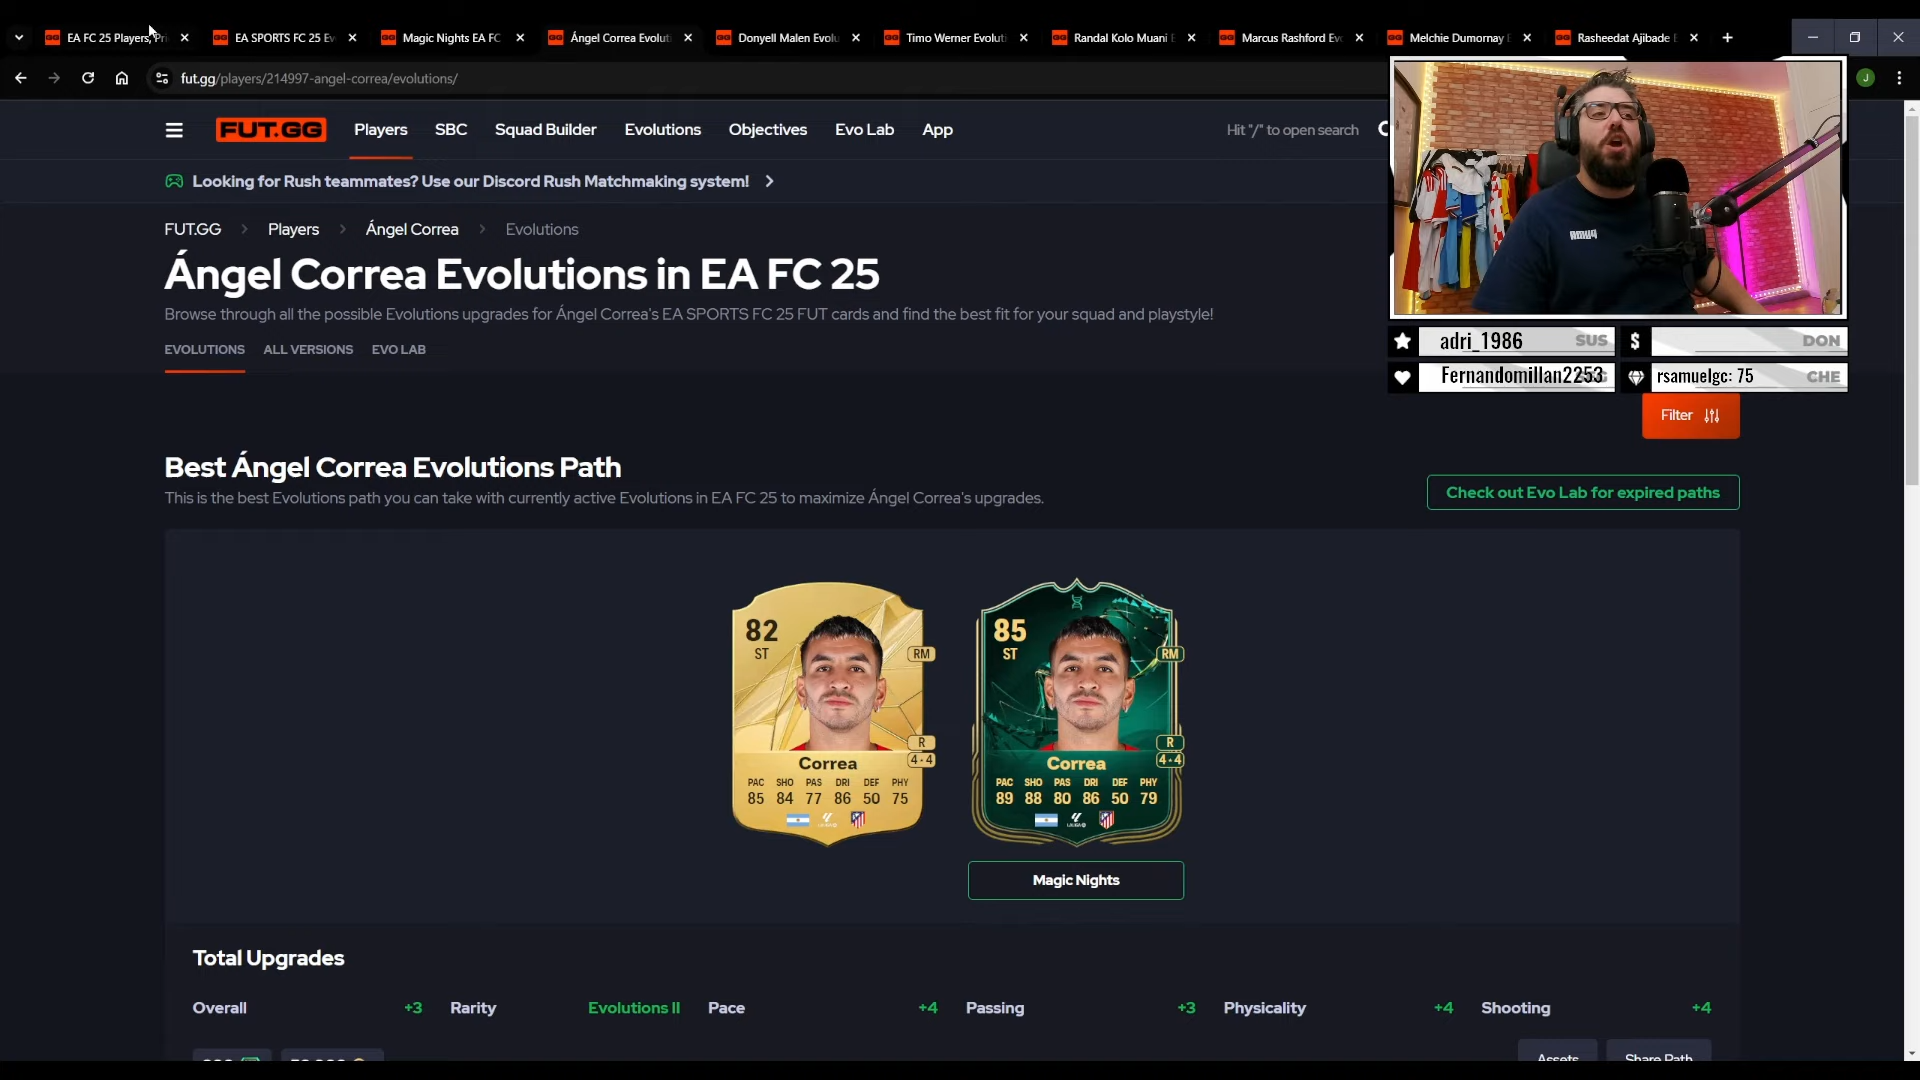 EA FC 25 Players, Pri
EA SPORTS FC 25 Ev
Magic Nights EA FC
Ángel Correa Evoluti
Donyell Malen Evolu
Timo Werner Evoluti
Randal Kolo Muani E
Marcus Rashford Evo
Melchie Dumornay E
Rasheedat Ajibade E
fut.gg/players/214997-angel-correa/evolutions/
J
FUT.GG
Players
SBC
Squad Builder
Evolutions
Objectives
Evo Lab
App
Hit "/" to open search
Looking for Rush teammates? Use our Discord Rush Matchmaking system!
FUT.GG > Players > Ángel Correa > Evolutions
Ángel Correa Evolutions in EA FC 25
Browse through all the possible Evolutions upgrades for Ángel Correa's EA SPORTS FC 25 FUT cards and find the best fit for your squad and playstyle!
EVOLUTIONS
ALL VERSIONS
EVO LAB
adri_1986 SUS
$ DON
Fernandomillan2253
rsamuelgc: 75 CHE
Filter
Best Ángel Correa Evolutions Path
This is the best Evolutions path you can take with currently active Evolutions in EA FC 25 to maximize Ángel Correa's upgrades.
Check out Evo Lab for expired paths
82
ST
RM
R
4·4
Correa
PAC SHO PAS DRI DEF PHY
85 84 77 86 50 75
85
ST
RM
R
4·4
Correa
PAC SHO PAS DRI DEF PHY
89 88 80 86 50 79
Magic Nights
Total Upgrades
Overall +3
Rarity Evolutions II
Pace +4
Passing +3
Physicality +4
Shooting +4
Assets
Share Path